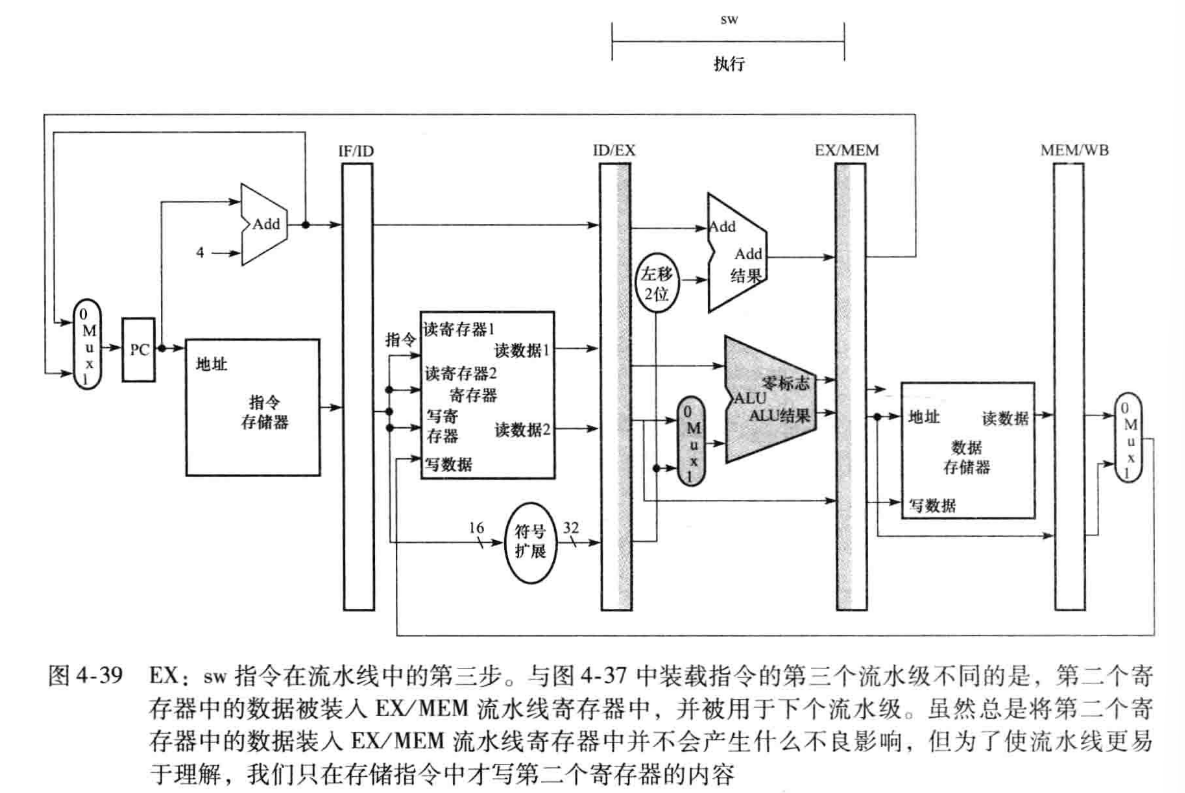 sw
执行
IF/ID
ID/EX
EX/MEM
MEM/WB
Add
4
Add
Add
结果
左移
2位
0
M
u
x
1
PC
地址
指令
存储器
指令
读寄存器1
读数据1
读寄存器2
寄存器
写寄
存器
读数据2
写数据
16
符号
扩展
32
0
M
u
x
1
零标志
ALU
ALU结果
地址
读数据
数据
存储器
写数据
0
M
u
x
1
图 4-39 EX：sw 指令在流水线中的第三步。与图 4-37 中装载指令的第三个流水级不同的是，第二个寄
存器中的数据被装入 EX/MEM 流水线寄存器中，并被用于下个流水级。虽然总是将第二个寄
存器中的数据装入 EX/MEM 流水线寄存器中并不会产生什么不良影响，但为了使流水线更易
于理解，我们只在存储指令中才写第二个寄存器的内容